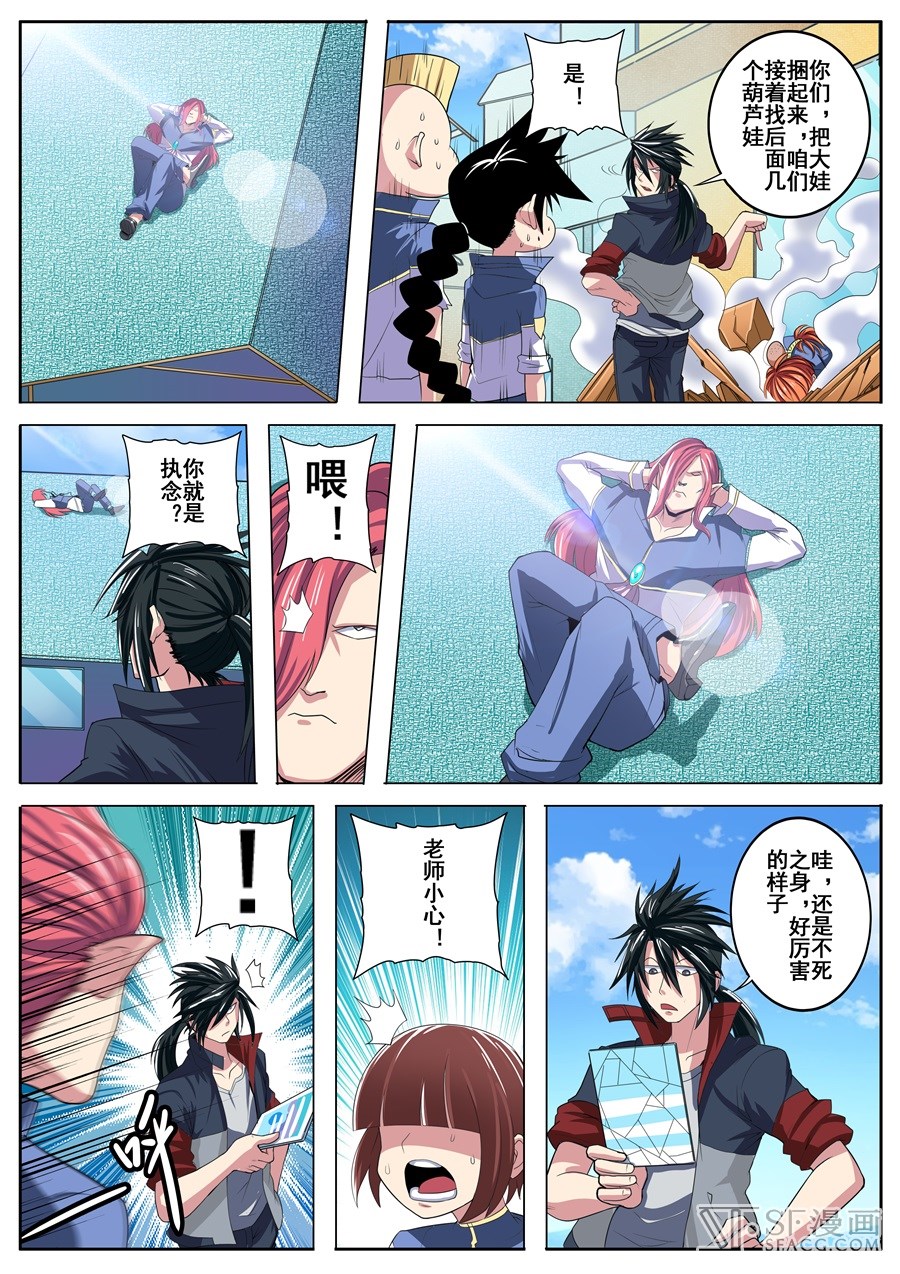 你们，把大娃
捆起来，咱们
接着找后面几
个葫芦娃
是！
喂！
你就是
执念？
哇，还是不死
之身，好厉害
的样子
老师小心！
！
SF漫画
SFACG.COM